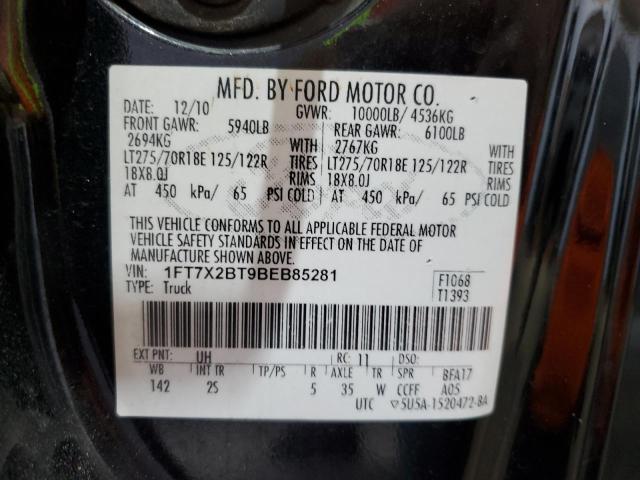 MFD. BY FORD MOTOR CO.
DATE: 12/10 GVWR: 10000LB/ 4536KG
FRONT GAWR: 5940LB REAR GAWR: 6100LB
2694KG WITH 2767KG WITH
LT275/70R18E 125/122R TIRES LT275/70R18E 125/122R TIRES
18X8.0J RIMS 18X8.0J RIMS
AT 450 kPa/ 65 PSI COLD AT 450 kPa/ 65 PSI COLD
THIS VEHICLE CONFORMS TO ALL APPLICABLE FEDERAL MOTOR
VEHICLE SAFETY STANDARDS IN EFFECT ON THE DATE OF
MANUFACTURE SHOWN ABOVE.
VIN: 1FT7X2BT9BEB85281 F1068
TYPE: Truck T1393
EXT PNT: UH RC: 11 DSO:
WB INT TR TP/PS R AXLE TR SPR BFA17
142 2S 5 35 W CCFF A05
UTC ▽5U5A-1520472-BA